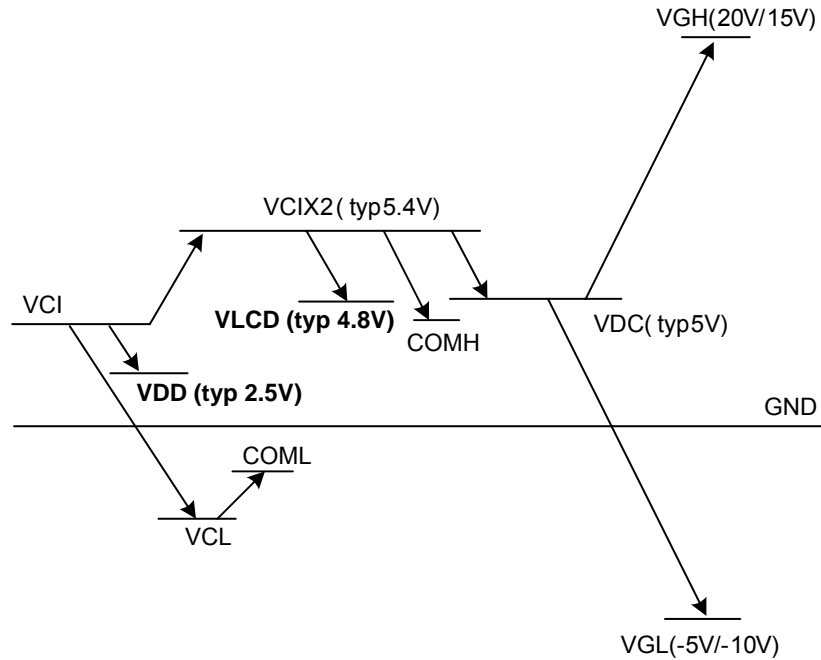 VGH(20V/15V)
VCIX2( typ5.4V)
VCI
VLCD (typ 4.8V)
VDC( typ5V)
COMH
VDD (typ 2.5V)
GND
COML
VCL
VGL(-5V/-10V)